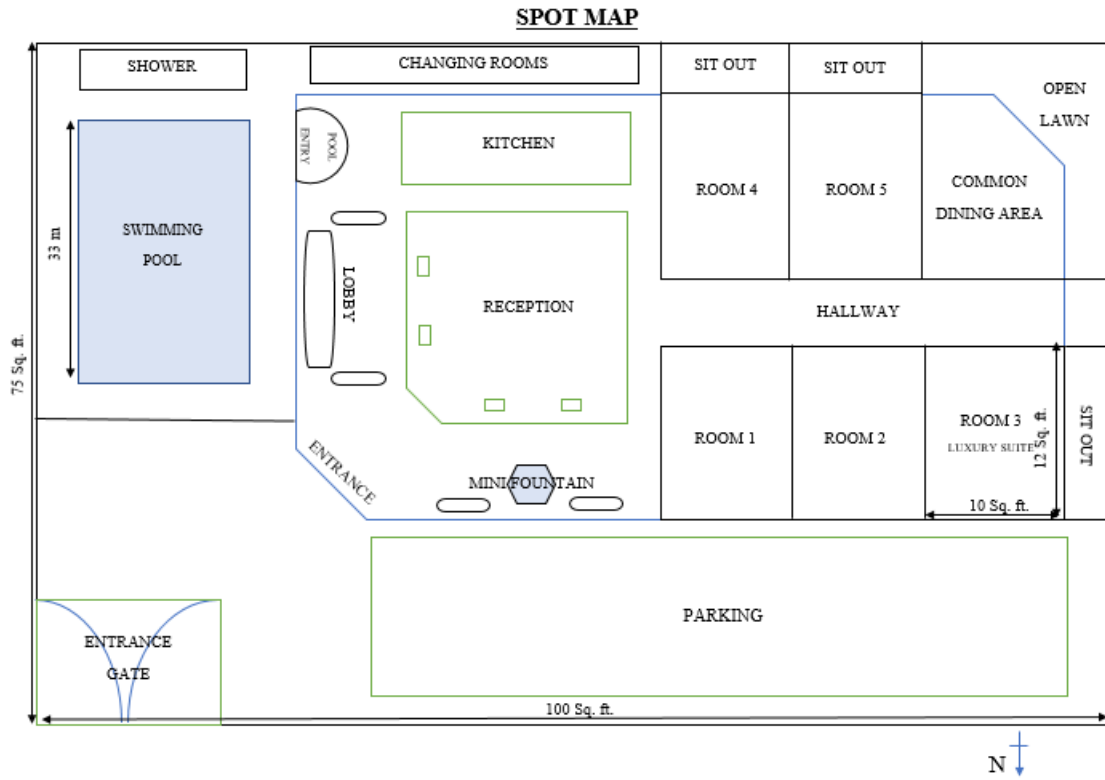 SPOT MAP
SHOWER
CHANGING ROOMS
SIT OUT
SIT OUT
OPEN
LAWN
POOL
ENTRY
KITCHEN
ROOM 4
ROOM 5
COMMON
DINING AREA
33 m
SWIMMING
POOL
LOBBY
RECEPTION
HALLWAY
75 Sq. ft.
ROOM 1
ROOM 2
ROOM 3
LUXURY SUITE
12 Sq. ft.
SIT OUT
ENTRANCE
MINI FOUNTAIN
10 Sq. ft.
PARKING
ENTRANCE
GATE
100 Sq. ft.
N